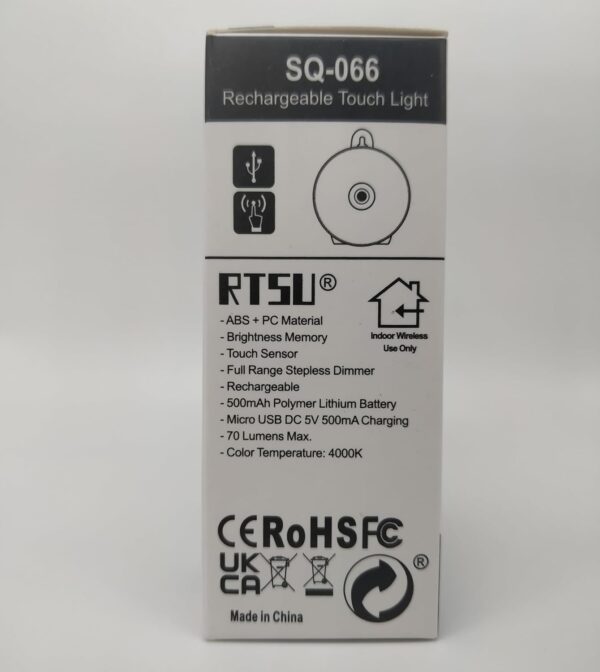 SQ-066
Rechargeable Touch Light
RTSU®
- ABS + PC Material
- Brightness Memory
- Touch Sensor
- Full Range Stepless Dimmer
- Rechargeable
- 500mAh Polymer Lithium Battery
- Micro USB DC 5V 500mA Charging
- 70 Lumens Max.
- Color Temperature: 4000K
Indoor Wireless
Use Only
CE RoHS FC
UK
CA
®
Made in China